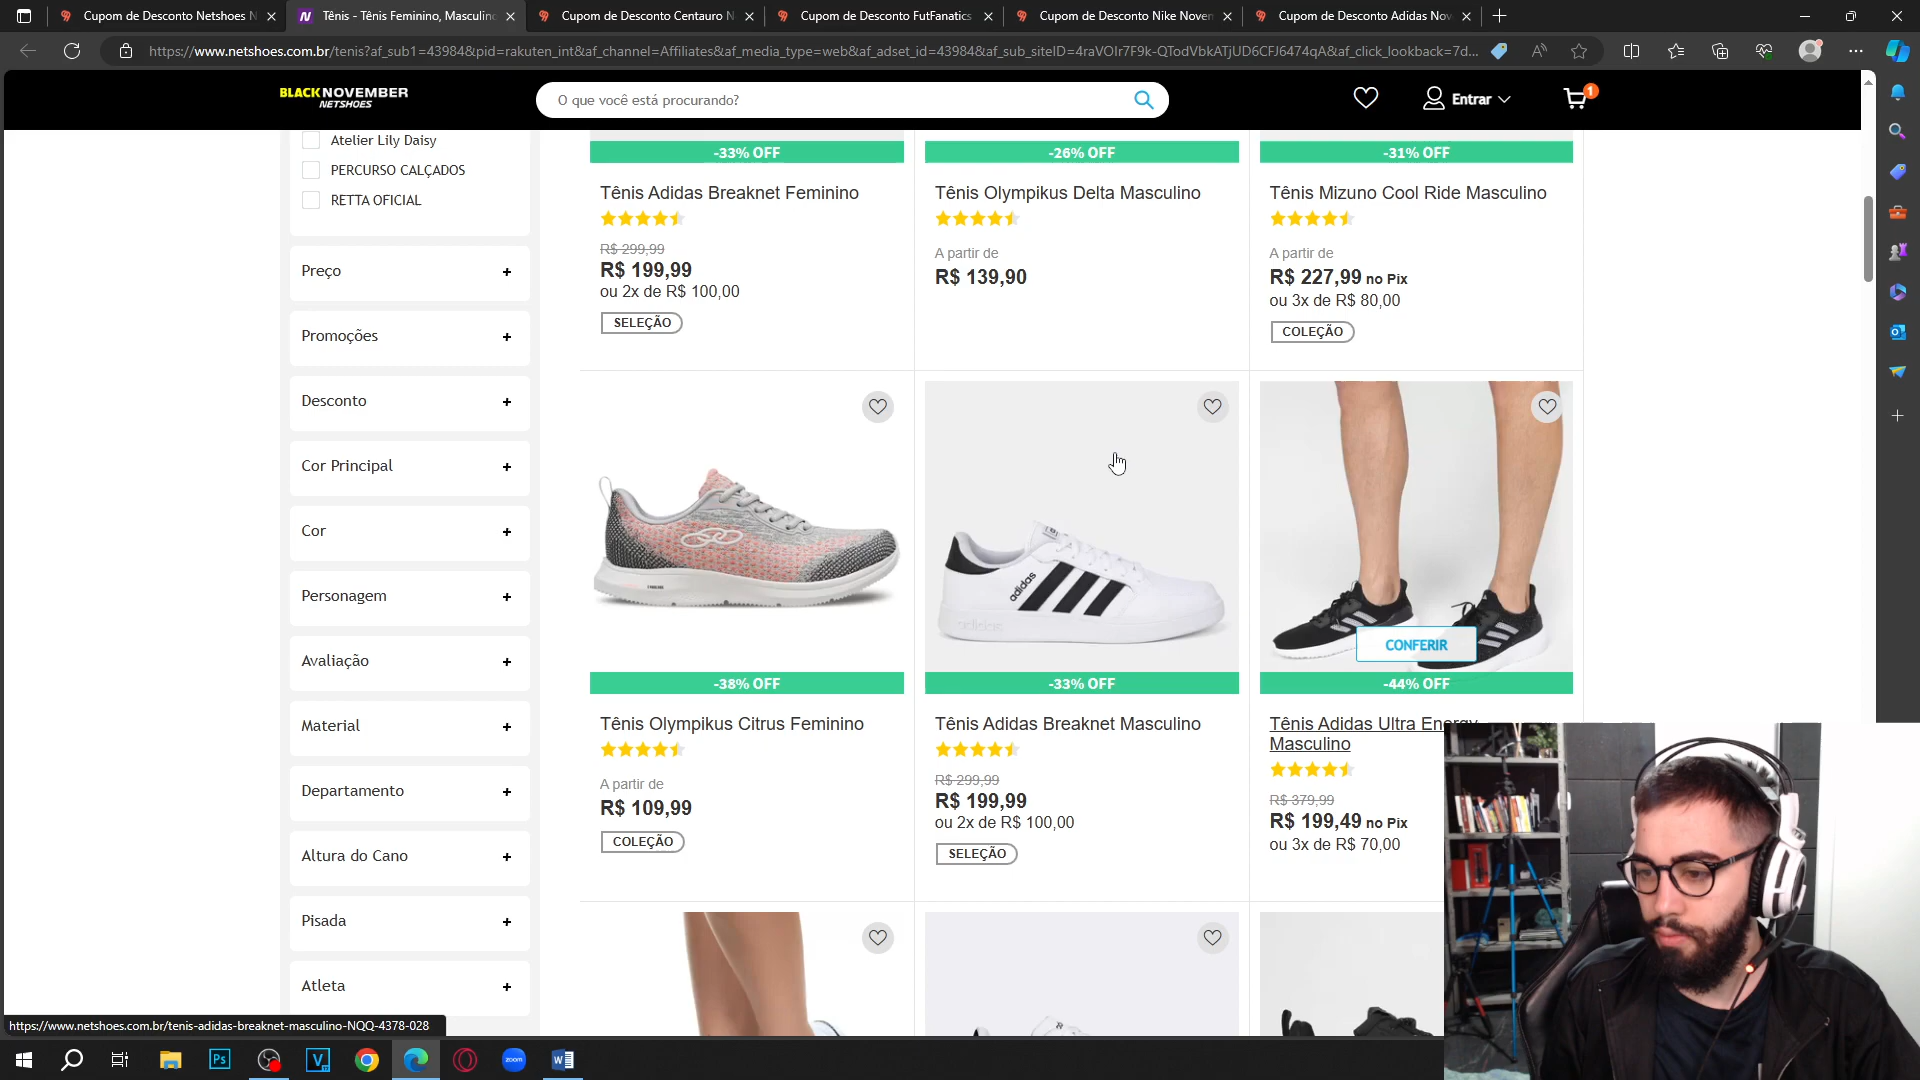 Cupom de Desconto Netshoes N
Tênis - Tênis Feminino, Masculino
Cupom de Desconto Centauro N
Cupom de Desconto FutFanatics
Cupom de Desconto Nike Novem
Cupom de Desconto Adidas Nov
https://www.netshoes.com.br/tenis?af_sub1=43984&pid=rakuten_int&af_channel=Affiliates&af_media_type=web&af_adset_id=43984&af_sub_siteID=4raVOIr7F9k-QTodVbkATjUD6CFJ6474qA&af_click_lookback=7d...
BLACK NOVEMBER
NETSHOES
O que você está procurando?
Entrar
1
Atelier Lily Daisy
PERCURSO CALÇADOS
RETTA OFICIAL
Preço +
Promoções +
Desconto +
Cor Principal +
Cor +
Personagem +
Avaliação +
Material +
Departamento +
Altura do Cano +
Pisada +
Atleta +
-33% OFF
Tênis Adidas Breaknet Feminino
R$ 299,99
R$ 199,99
ou 2x de R$ 100,00
SELEÇÃO
-26% OFF
Tênis Olympikus Delta Masculino
A partir de
R$ 139,90
-31% OFF
Tênis Mizuno Cool Ride Masculino
A partir de
R$ 227,99 no Pix
ou 3x de R$ 80,00
COLEÇÃO
-38% OFF
Tênis Olympikus Citrus Feminino
A partir de
R$ 109,99
COLEÇÃO
adidas
adidas
-33% OFF
Tênis Adidas Breaknet Masculino
R$ 299,99
R$ 199,99
ou 2x de R$ 100,00
SELEÇÃO
CONFERIR
-44% OFF
Tênis Adidas Ultra Energy
Masculino
R$ 379,99
R$ 199,49 no Pix
ou 3x de R$ 70,00
https://www.netshoes.com.br/tenis-adidas-breaknet-masculino-NQQ-4378-028
Ps
V
zoom
W